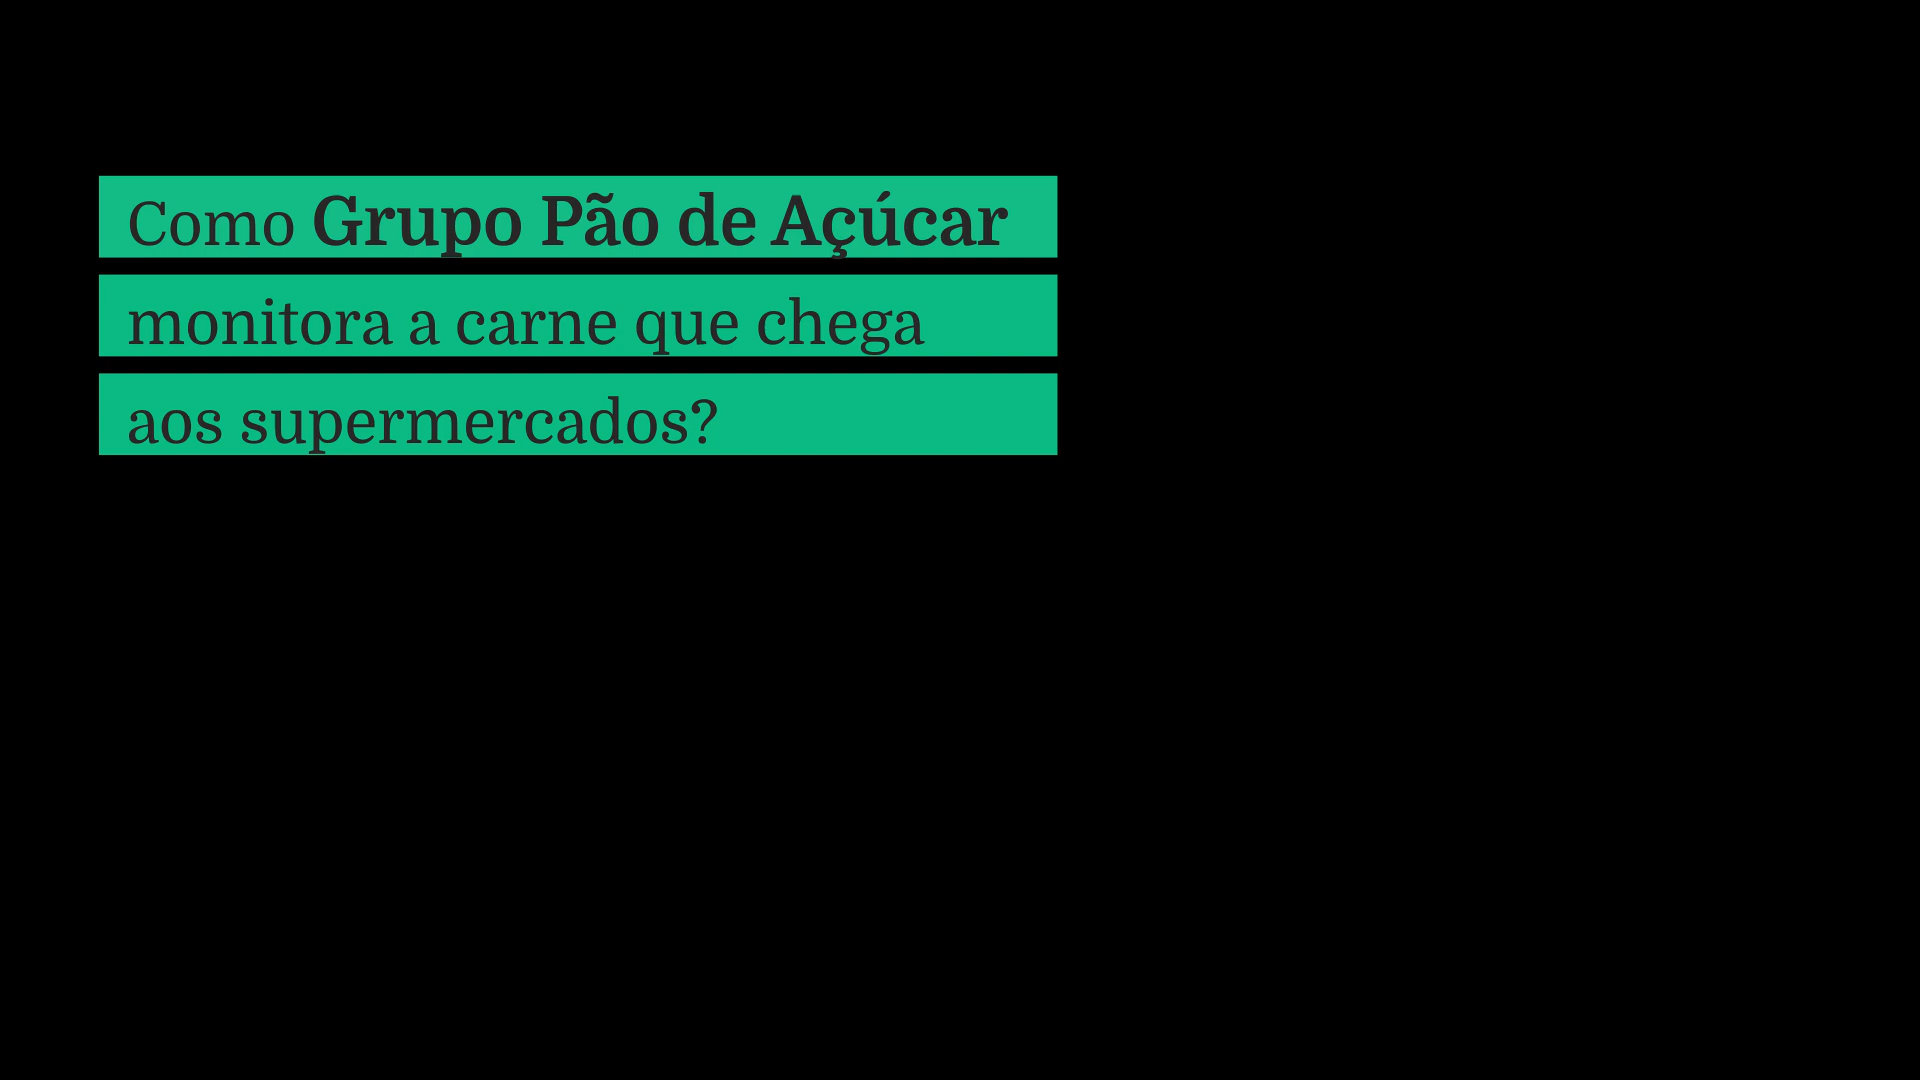 Como Grupo Pão de Açúcar
monitora a carne que chega
aos supermercados?